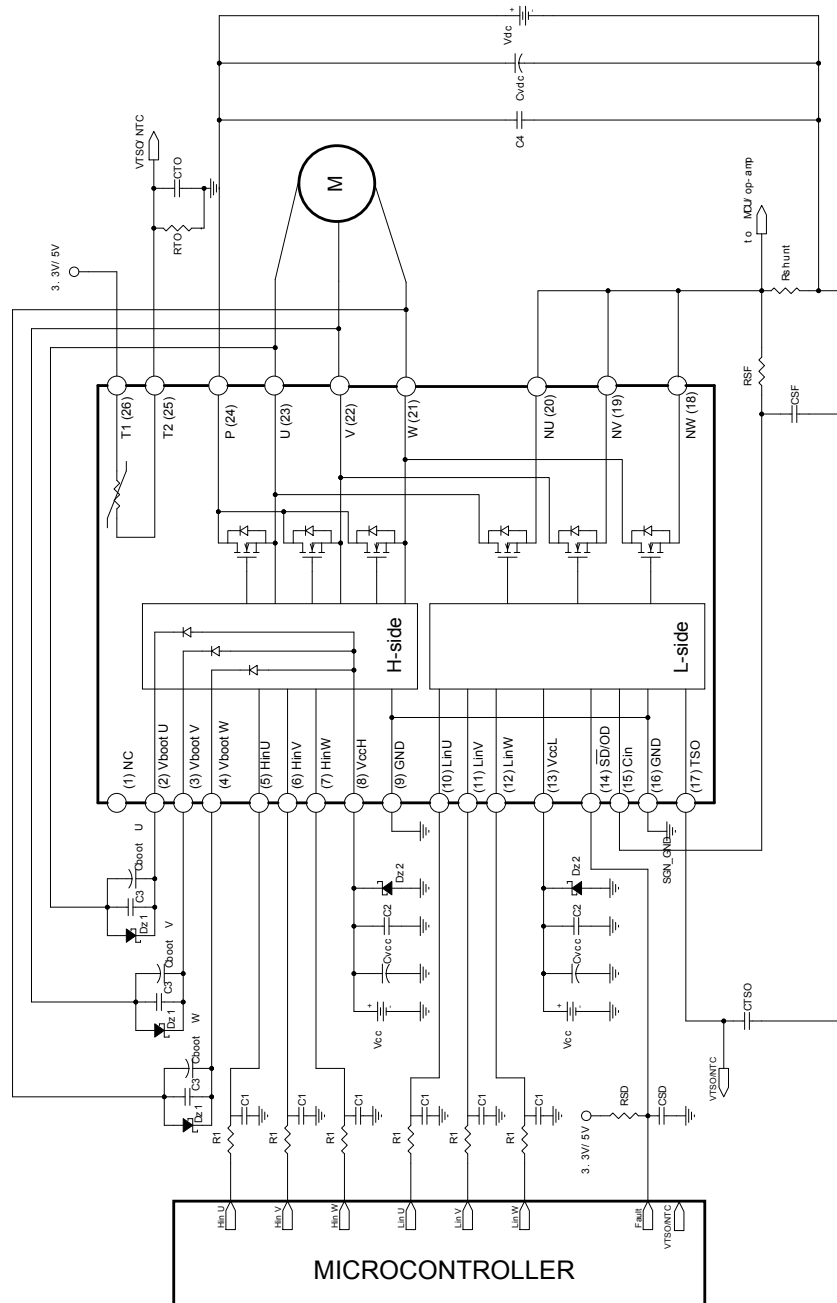 Vdc
+
-
Cvdc
C4
VTSO/ NTC
CTO
RTO
M
3. 3V/ 5V
to MCU/ op-amp
Rshunt
RSF
CSF
T1 (26)
T2 (25)
P (24)
U (23)
V (22)
W (21)
NU (20)
NV (19)
NW (18)
H-side
L-side
(1) NC
(2) Vboot U
(3) Vboot V
(4) Vboot W
(5) HinU
(6) HinV
(7) HinW
(8) VccH
(9) GND
(10) LinU
(11) LinV
(12) LinW
(13) VccL
(14) SD/OD
(15) Cin
(16) GND
(17) TSO
SGN_GND
Cboot U
C3
Dz1
Cboot V
C3
Dz1
Cboot W
C3
Dz1
Dz2
C2
Cvcc
Vcc
+
-
Dz2
C2
Cvcc
Vcc
+
-
CTSO
VTSO/NTC
R1
C1
R1
C1
R1
C1
R1
C1
R1
C1
R1
C1
3. 3V/ 5V
RSD
CSD
Hin U
Hin V
Hin W
Lin U
Lin V
Lin W
Fault
VTSO/NTC
MICROCONTROLLER